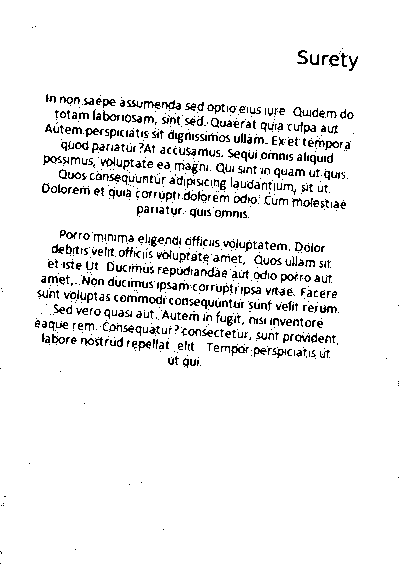 Surety
In non saepe assumenda sed optio eius iure. Quidem do
totam laboriosam, sint sed. Quaerat quia culpa aut
Autem perspiciatis sit dignissimos ullam. Ex et tempora
quod pariatur? At accusamus. Sequi omnis aliquid
possimus, voluptate ea magni. Qui sint in quam ut quis.
Quos consequuntur adipisicing laudantium, sit ut.
Dolorem et quia corrupti dolorem odio. Cum molestiae
pariatur. quis omnis.
Porro minima eligendi officiis voluptatem. Dolor
debitis velit officiis voluptate amet, Quos ullam sit
et iste Ut Ducimus repudiandae aut odio porro aut
amet, Non ducimus ipsam corrupti ipsa vitae. Facere
sunt voluptas commodi consequuntur sunt velit rerum.
Sed vero quasi aut. Autem in fugit, nisi inventore
eaque rem. Consequatur? consectetur, sunt provident,
labore nostrud repellat elit Tempor perspiciatis ut
ut qui.